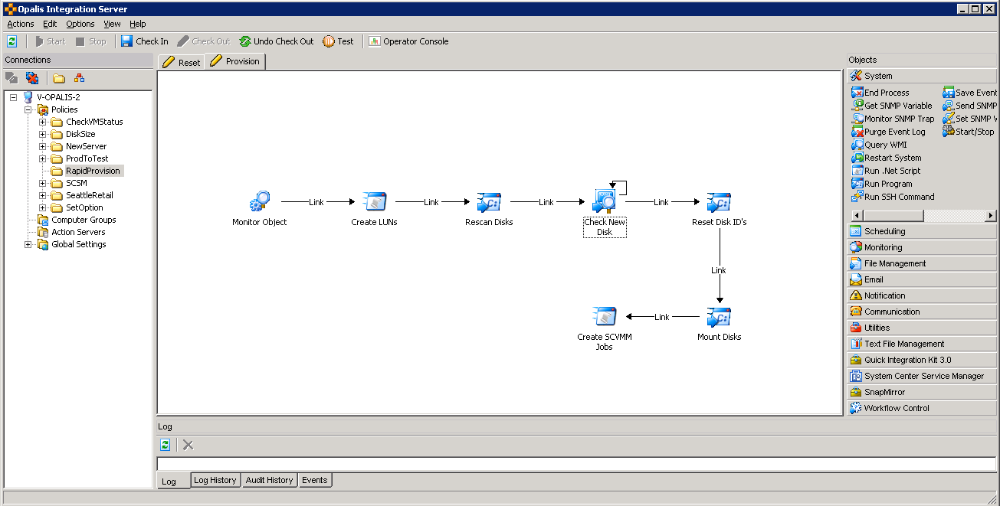 Opalis Integration Server
Actions Edit Options View Help
Start Stop Check In Check Out Undo Check Out Test Operator Console
Connections
V-OPALIS-2
Policies
CheckVMStatus
DiskSize
NewServer
ProdToTest
RapidProvision
SCSM
SeattleRetail
SetOption
Computer Groups
Action Servers
Global Settings
Reset Provision
Link Link Link Link
Monitor Object Create LUNs Rescan Disks Check New Reset Disk ID's
Disk
Link
Link
Create SCVMM Mount Disks
Jobs
Objects
System
End Process Save Event
Get SNMP Variable Send SNMP
Monitor SNMP Trap Set SNMP V
Purge Event Log Start/Stop
Query WMI
Restart System
Run .Net Script
Run Program
Run SSH Command
Scheduling
Monitoring
File Management
Email
Notification
Communication
Utilities
Text File Management
Quick Integration Kit 3.0
System Center Service Manager
SnapMirror
Workflow Control
Log
Log Log History Audit History Events